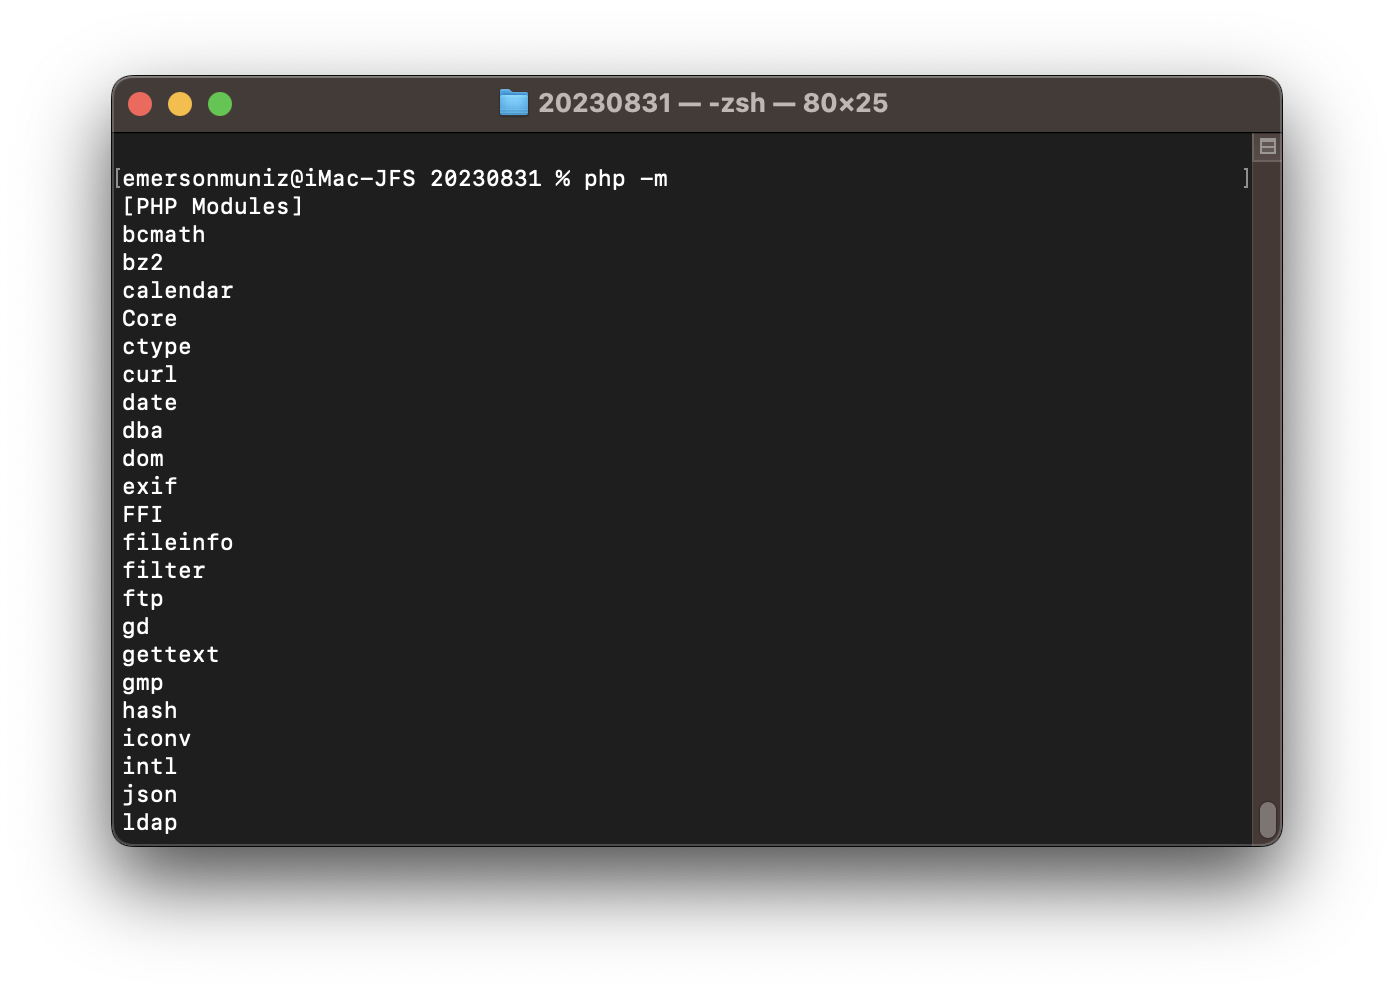 20230831 — -zsh — 80×25
[emersonmuniz@iMac-JFS 20230831 % php -m ]
[PHP Modules]
bcmath
bz2
calendar
Core
ctype
curl
date
dba
dom
exif
FFI
fileinfo
filter
ftp
gd
gettext
gmp
hash
iconv
intl
json
ldap